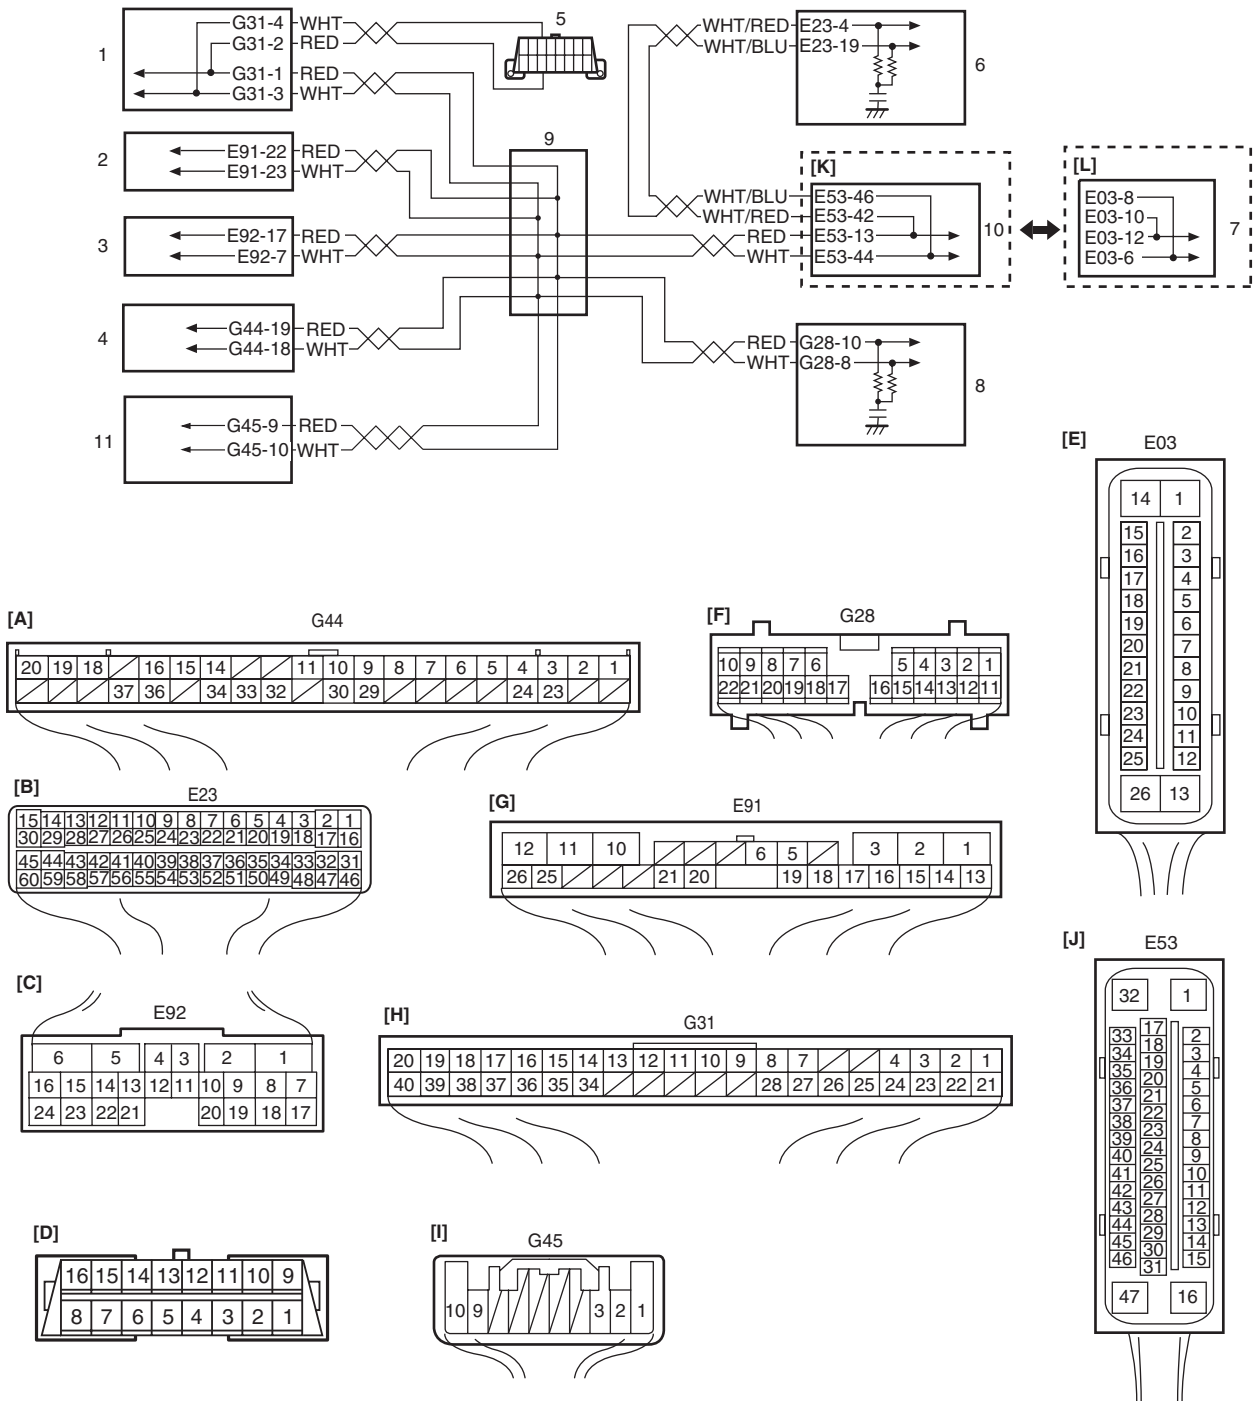 1
G31-4 WHT
G31-2 RED
G31-1 RED
G31-3 WHT
5
WHT/RED E23-4
WHT/BLU E23-19
6
2
E91-22 RED
E91-23 WHT
9
3
E92-17 RED
E92-7 WHT
[K]
WHT/BLU E53-46
WHT/RED E53-42
RED E53-13
WHT E53-44
10
[L]
E03-8
E03-10
E03-12
E03-6
7
4
G44-19 RED
G44-18 WHT
RED G28-10
WHT G28-8
8
11
G45-9 RED
G45-10 WHT
[E]
E03
14 1
15 2
16 3
17 4
18 5
19 6
20 7
21 8
22 9
23 10
24 11
25 12
26 13
[A]
G44
20 19 18 16 15 14 11 10 9 8 7 6 5 4 3 2 1
37 36 34 33 32 30 29 24 23
[F]
G28
10 9 8 7 6 5 4 3 2 1
22 21 20 19 18 17 16 15 14 13 12 11
[B]
E23
15 14 13 12 11 10 9 8 7 6 5 4 3 2 1
30 29 28 27 26 25 24 23 22 21 20 19 18 17 16
45 44 43 42 41 40 39 38 37 36 35 34 33 32 31
60 59 58 57 56 55 54 53 52 51 50 49 48 47 46
[G]
E91
12 11 10 6 5 3 2 1
26 25 21 20 19 18 17 16 15 14 13
[C]
E92
6 5 4 3 2 1
16 15 14 13 12 11 10 9 8 7
24 23 22 21 20 19 18 17
[H]
G31
20 19 18 17 16 15 14 13 12 11 10 9 8 7 4 3 2 1
40 39 38 37 36 35 34 28 27 26 25 24 23 22 21
[J]
E53
32 1
17
33 2
18
34 3
19
35 4
20
36 5
21
37 6
22
38 7
23
39 8
24
40 9
25
41 10
26
42 11
27
43 12
28
44 13
29
45 14
30
46 15
31
47 16
[D]
16 15 14 13 12 11 10 9
8 7 6 5 4 3 2 1
[I]
G45
10 9 3 2 1